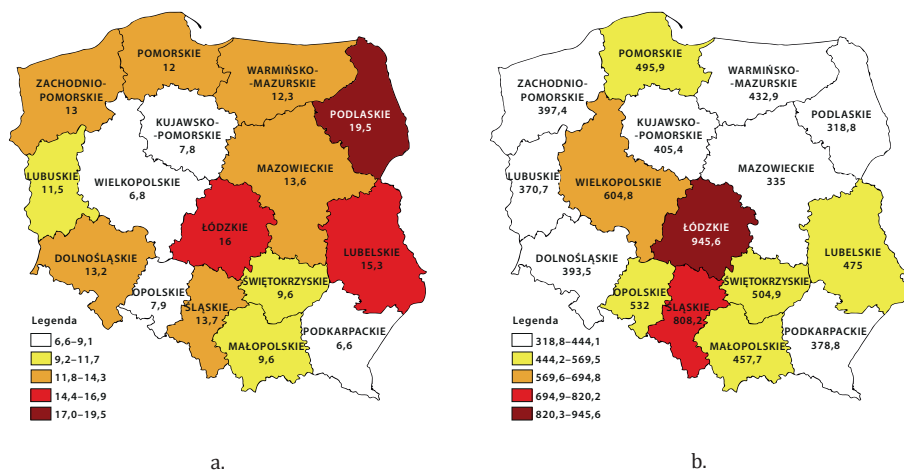 POMORSKIE
12
ZACHODNIO-
POMORSKIE
13
WARMIŃSKO-
-MAZURSKIE
12,3
PODLASKIE
19,5
KUJAWSKO-
-POMORSKIE
7,8
MAZOWIECKIE
13,6
LUBUSKIE
11,5
WIELKOPOLSKIE
6,8
ŁÓDZKIE
16
LUBELSKIE
15,3
DOLNOŚLĄSKIE
13,2
OPOLSKIE
7,9
ŚLĄSKIE
13,7
ŚWIĘTOKRZYSKIE
9,6
MAŁOPOLSKIE
9,6
PODKARPACKIE
6,6
Legenda
6,6–9,1
9,2–11,7
11,8–14,3
14,4–16,9
17,0–19,5
a.
POMORSKIE
495,9
ZACHODNIO-
POMORSKIE
397,4
WARMIŃSKO-
-MAZURSKIE
432,9
PODLASKIE
318,8
KUJAWSKO-
-POMORSKIE
405,4
MAZOWIECKIE
335
LUBUSKIE
370,7
WIELKOPOLSKIE
604,8
ŁÓDZKIE
945,6
LUBELSKIE
475
DOLNOŚLĄSKIE
393,5
OPOLSKIE
532
ŚLĄSKIE
808,2
ŚWIĘTOKRZYSKIE
504,9
MAŁOPOLSKIE
457,7
PODKARPACKIE
378,8
Legenda
318,8–444,1
444,2–569,5
569,6–694,8
694,9–820,2
820,3–945,6
b.